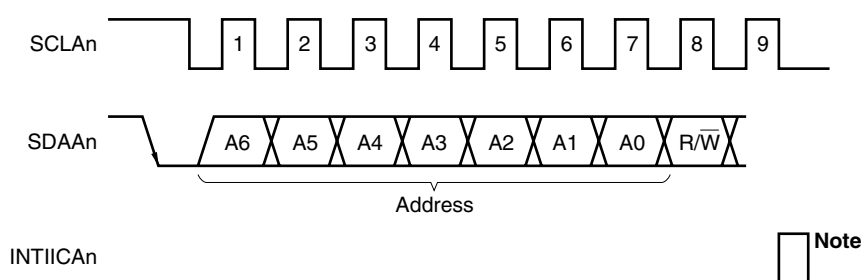 SCLAn 1 2 3 4 5 6 7 8 9
SDAAn A6 A5 A4 A3 A2 A1 A0 R/W̅
Address
INTIICAn Note